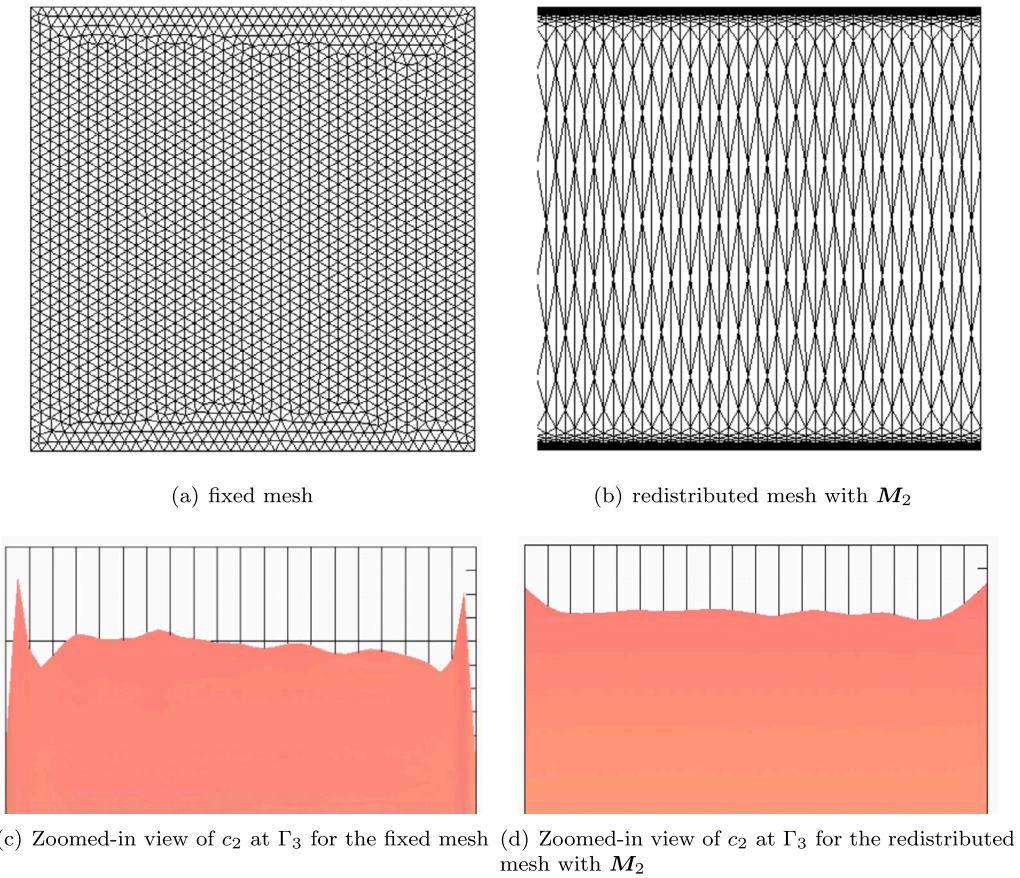 (a) fixed mesh
(b) redistributed mesh with M₂
(c) Zoomed-in view of c₂ at Γ₃ for the fixed mesh
(d) Zoomed-in view of c₂ at Γ₃ for the redistributed
mesh with M₂